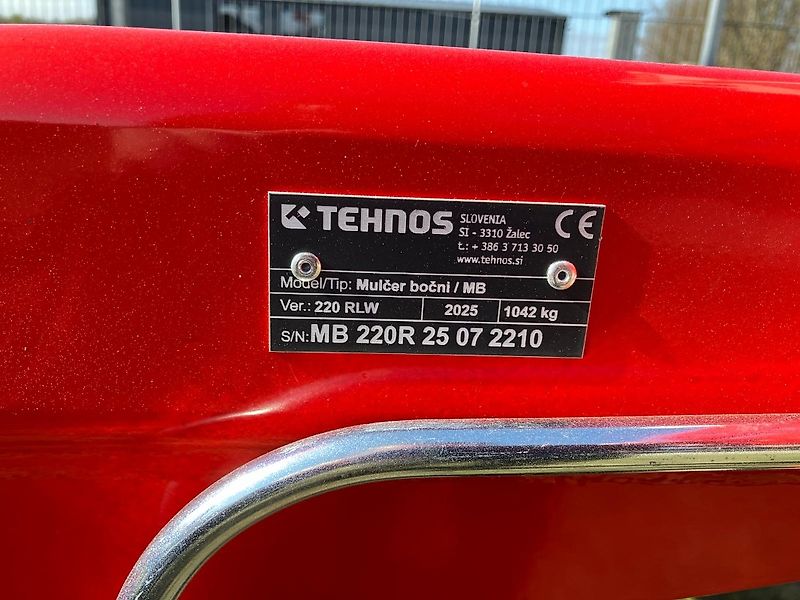 TEHNOS
SLOVENIA
SI - 3310 Žalec
t.: + 386 3 713 30 50
www.tehnos.si
CE
Model/Tip: Mulčer bočni / MB
Ver.: 220 RLW 2025 1042 kg
S/N: MB 220R 25 07 2210